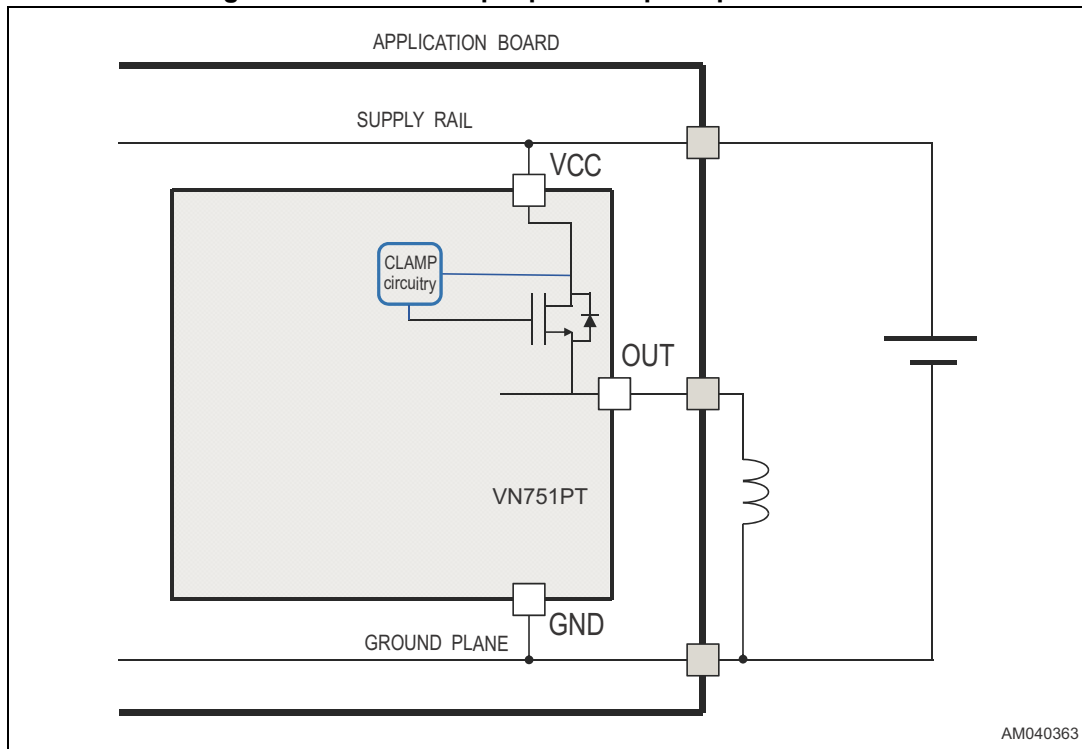 APPLICATION BOARD
SUPPLY RAIL
VCC
CLAMP
circuitry
OUT
VN751PT
GND
GROUND PLANE
AM040363